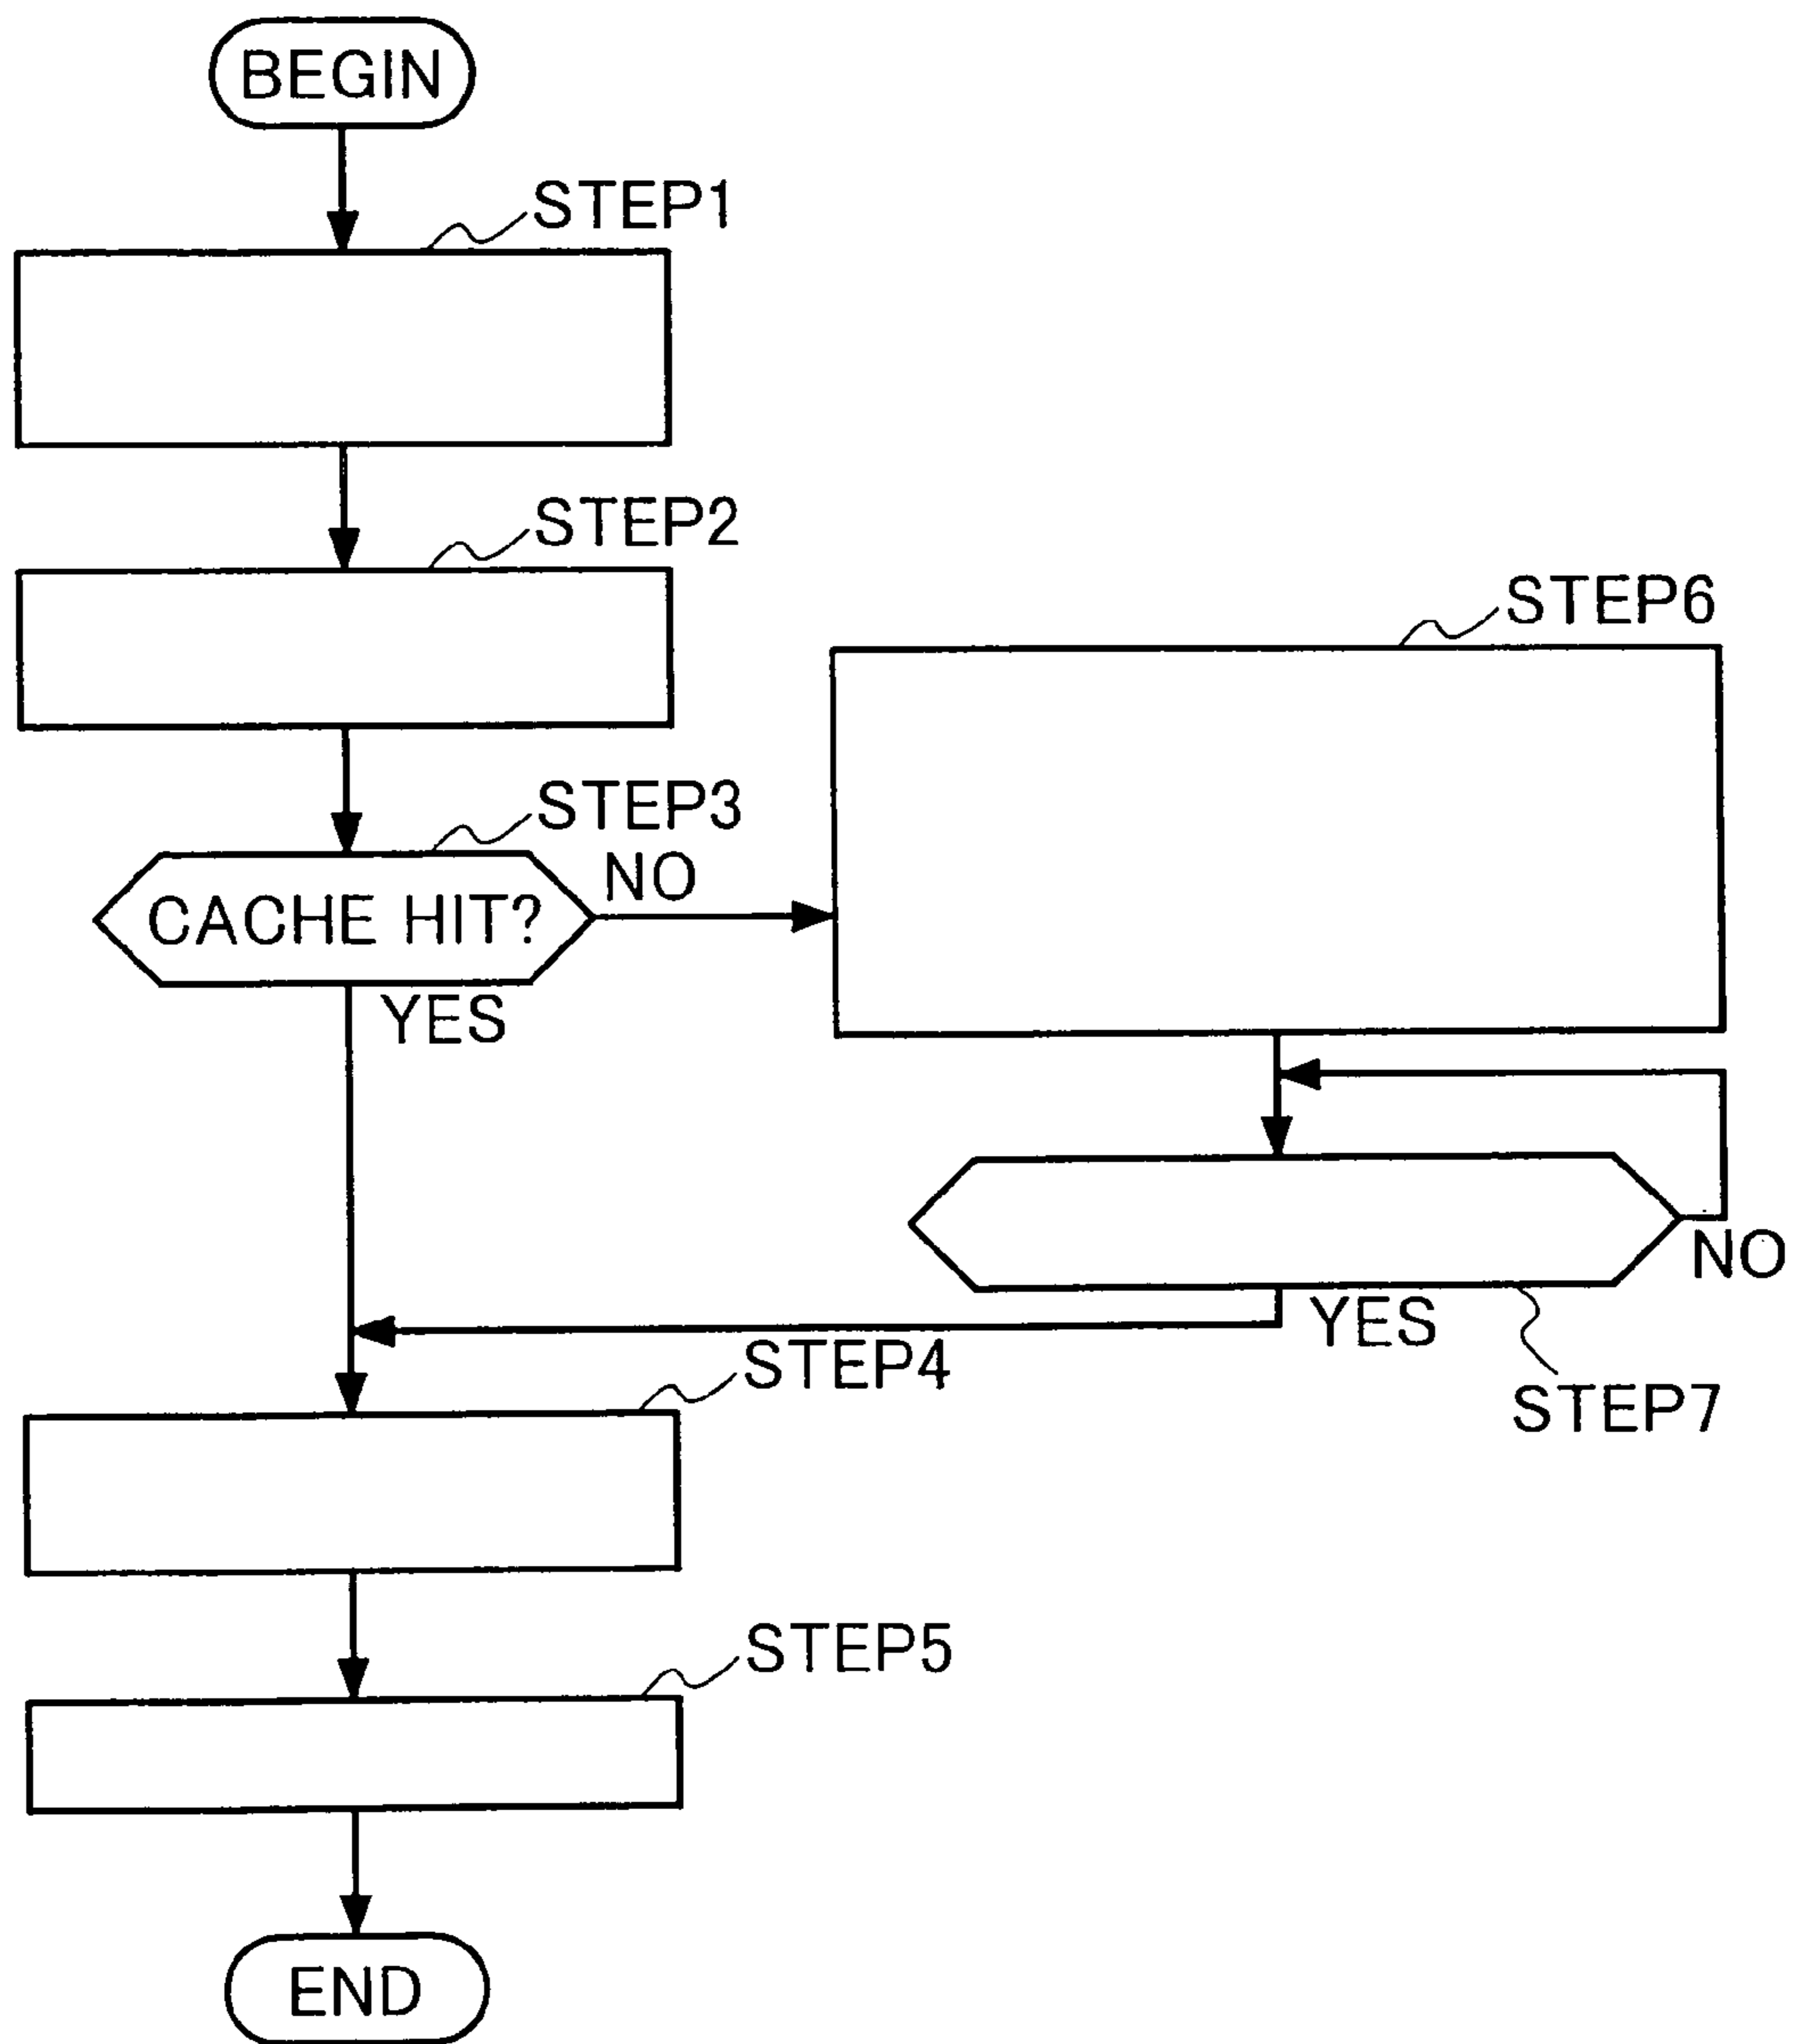 BEGIN
STEP1
STEP2
STEP6
STEP3
NO
CACHE HIT?
YES
NO
YES
STEP4
STEP7
STEP5
END